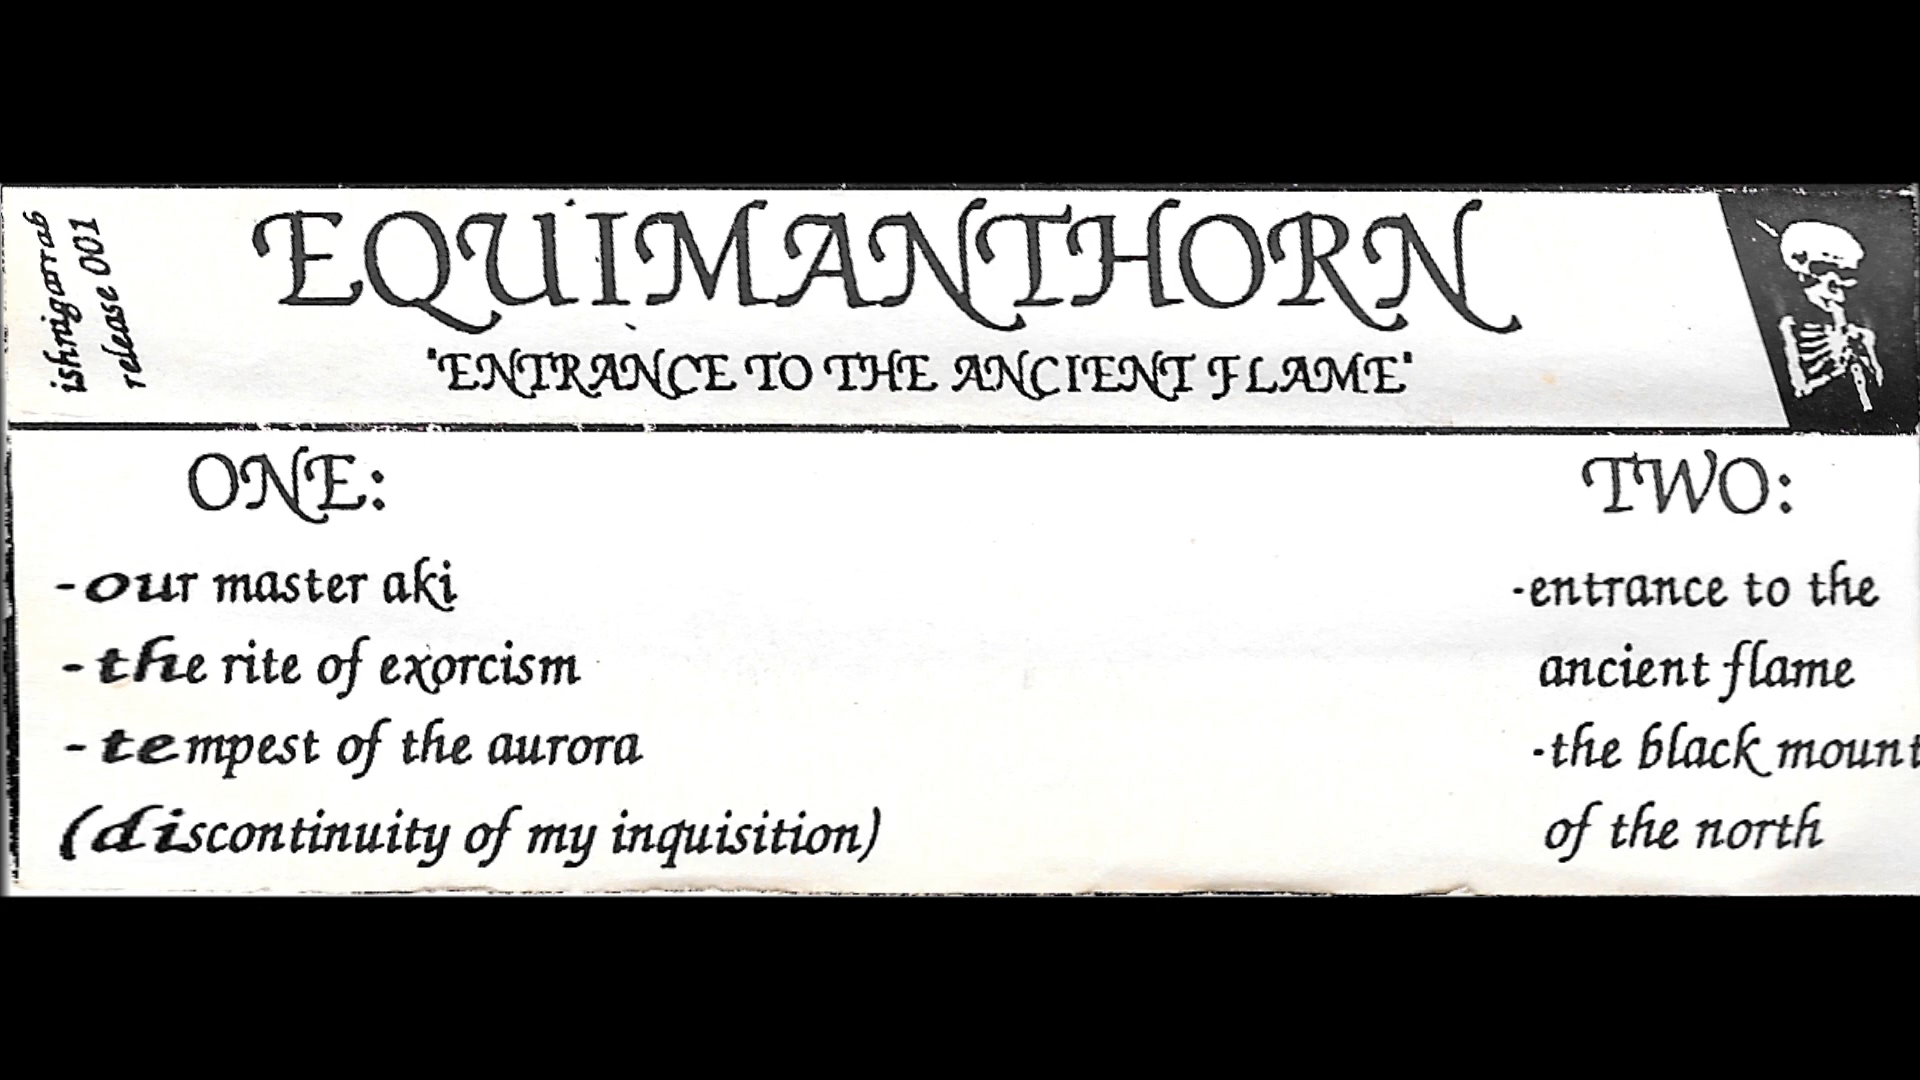 ishnigarrab
release 001
EQUIMANTHORN
"ENTRANCE TO THE ANCIENT FLAME"
ONE:
-our master aki
-the rite of exorcism
-tempest of the aurora
(discontinuity of my inquisition)
TWO:
-entrance to the
ancient flame
-the black mount
of the north